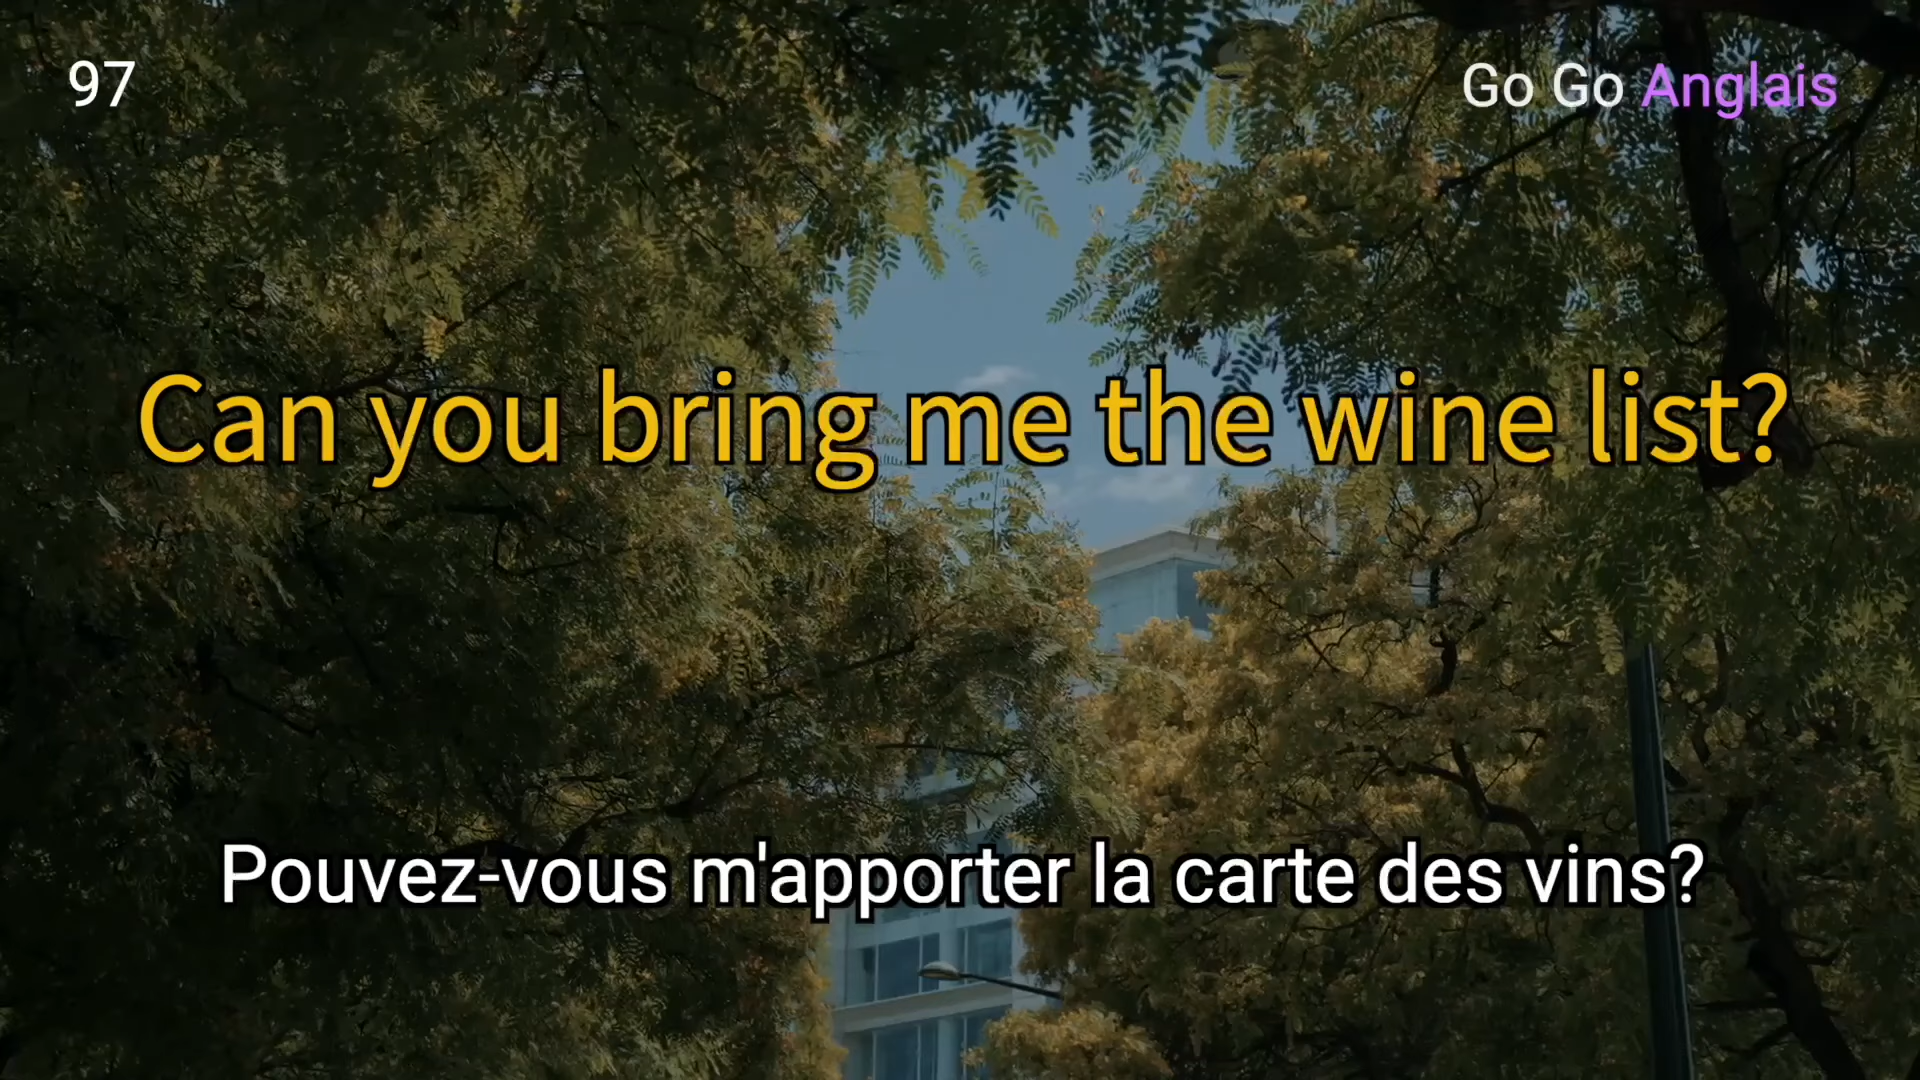 97
Go Go Anglais
Can you bring me the wine list?
Pouvez-vous m'apporter la carte des vins?